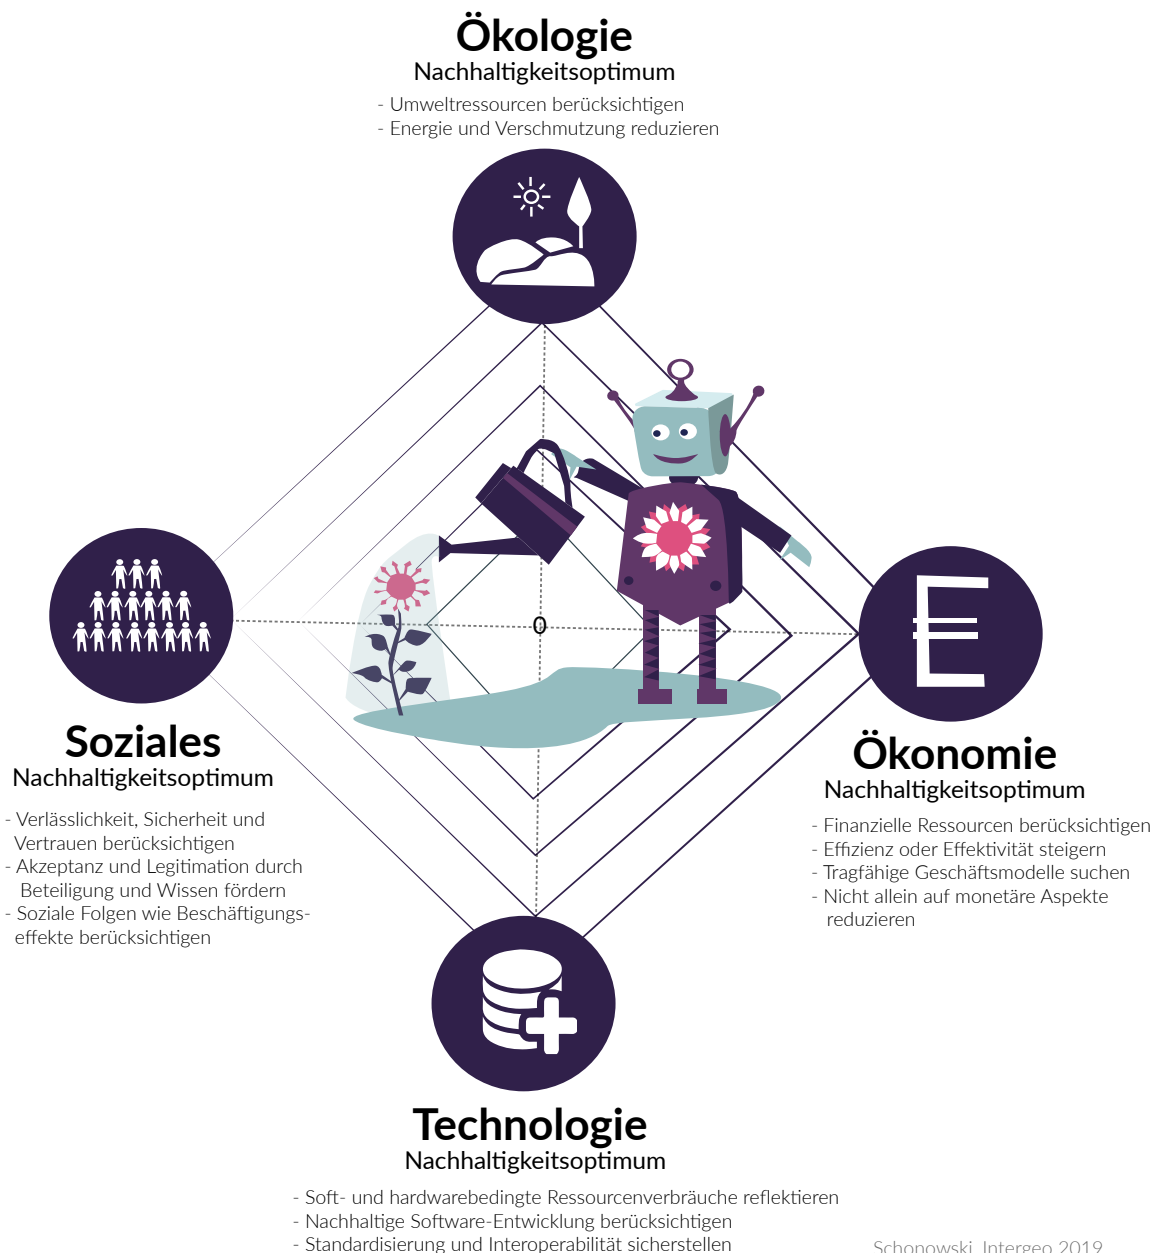 Ökologie
Nachhaltigkeitsoptimum
- Umweltressourcen berücksichtigen
- Energie und Verschmutzung reduzieren
0
Soziales
Nachhaltigkeitsoptimum
- Verlässlichkeit, Sicherheit und
Vertrauen berücksichtigen
- Akzeptanz und Legitimation durch
Beteiligung und Wissen fördern
- Soziale Folgen wie Beschäftigungs-
effekte berücksichtigen
Ökonomie
Nachhaltigkeitsoptimum
- Finanzielle Ressourcen berücksichtigen
- Effizienz oder Effektivität steigern
- Tragfähige Geschäftsmodelle suchen
- Nicht allein auf monetäre Aspekte
reduzieren
Technologie
Nachhaltigkeitsoptimum
- Soft- und hardwarebedingte Ressourcenverbräuche reflektieren
- Nachhaltige Software-Entwicklung berücksichtigen
- Standardisierung und Interoperabilität sicherstellen
Schonowski, Intergeo 2019